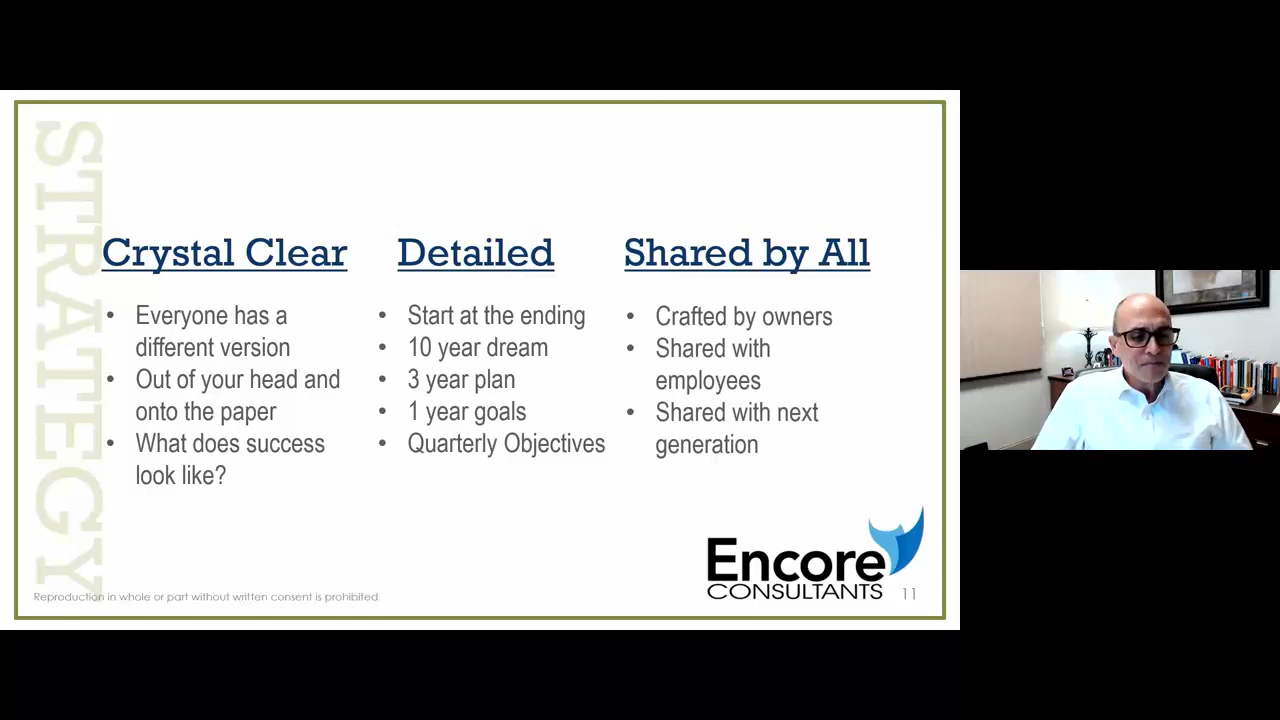 STRATEGY
Crystal Clear
• Everyone has a
different version
• Out of your head and
onto the paper
• What does success
look like?
Detailed
• Start at the ending
• 10 year dream
• 3 year plan
• 1 year goals
• Quarterly Objectives
Shared by All
• Crafted by owners
• Shared with
employees
• Shared with next
generation
Encore
CONSULTANTS
Reproduction in whole or part without written consent is prohibited.
11